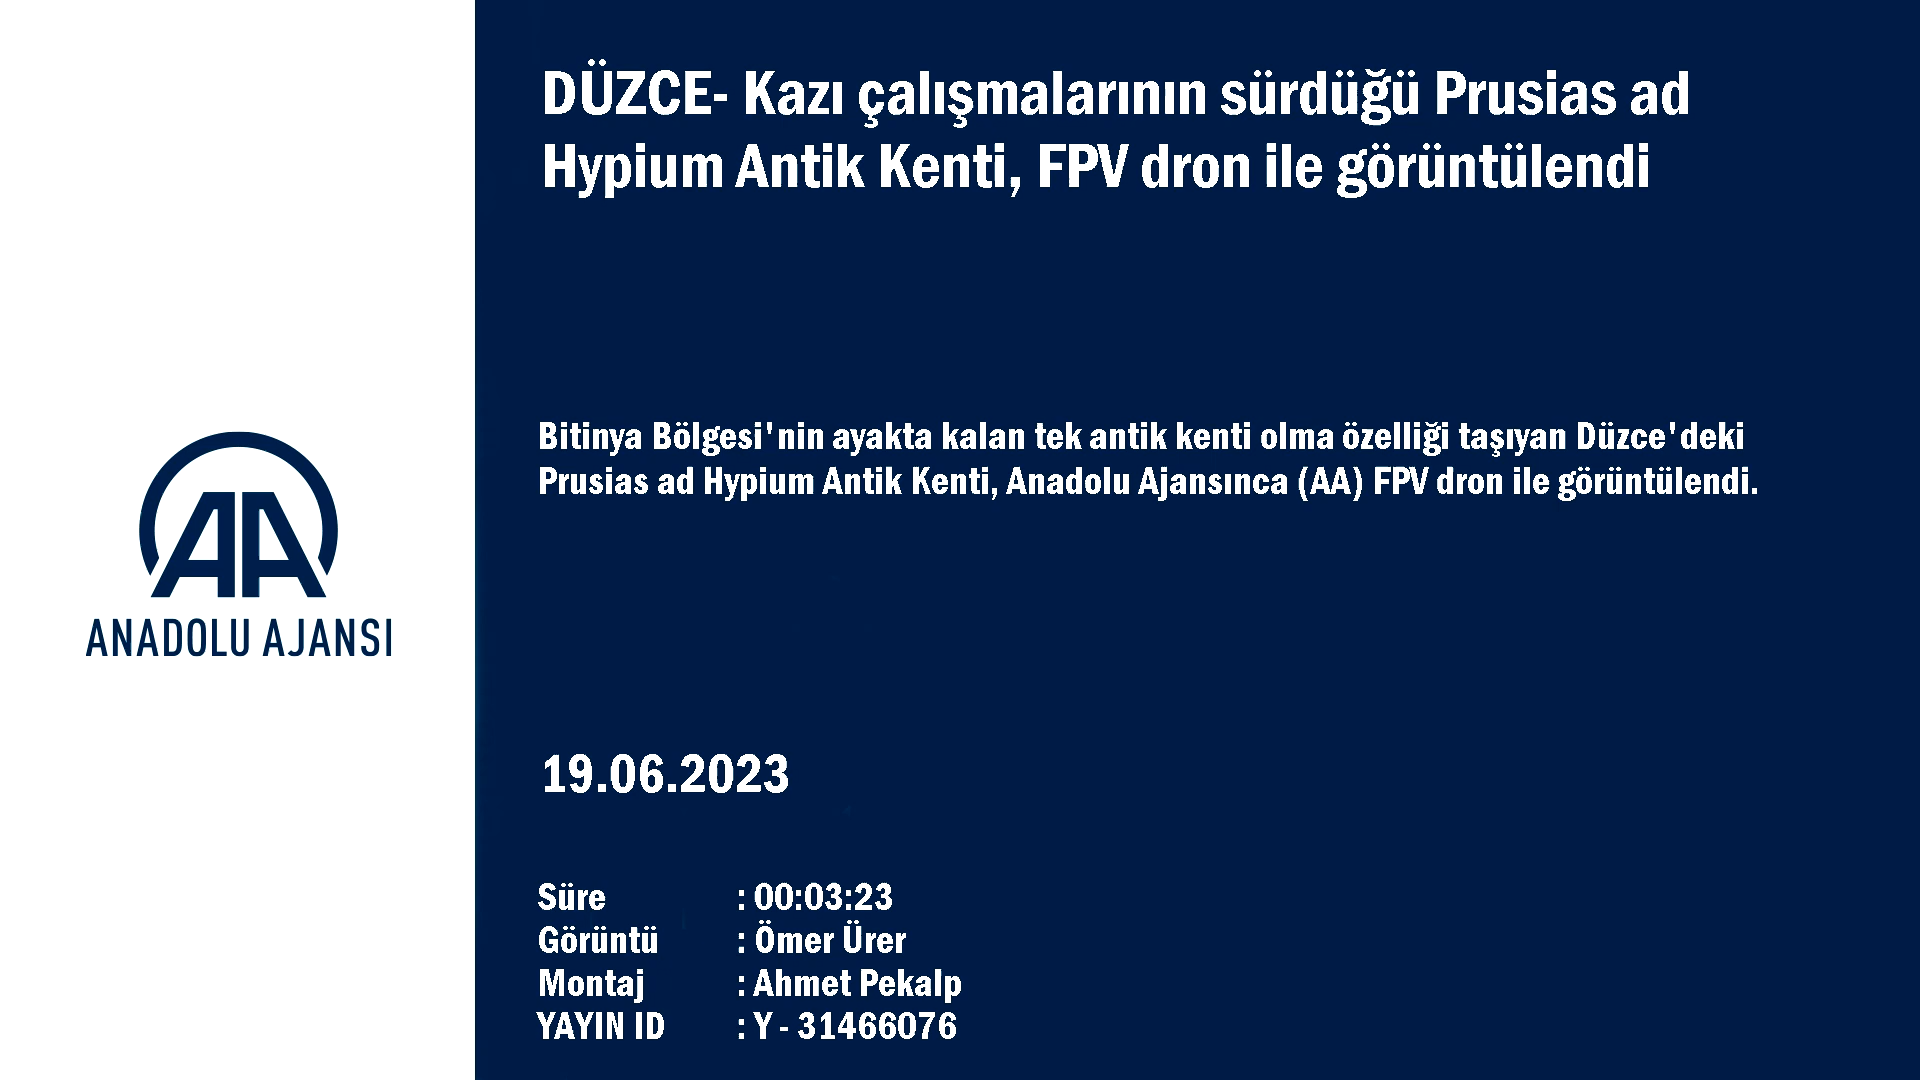 DÜZCE- Kazı çalışmalarının sürdüğü Prusias ad
Hypium Antik Kenti, FPV dron ile görüntülendi
Bitinya Bölgesi'nin ayakta kalan tek antik kenti olma özelliği taşıyan Düzce'deki
Prusias ad Hypium Antik Kenti, Anadolu Ajansınca (AA) FPV dron ile görüntülendi.
AA
ANADOLU AJANSI
19.06.2023
Süre : 00:03:23
Görüntü : Ömer Ürer
Montaj : Ahmet Pekalp
YAYIN ID : Y - 31466076